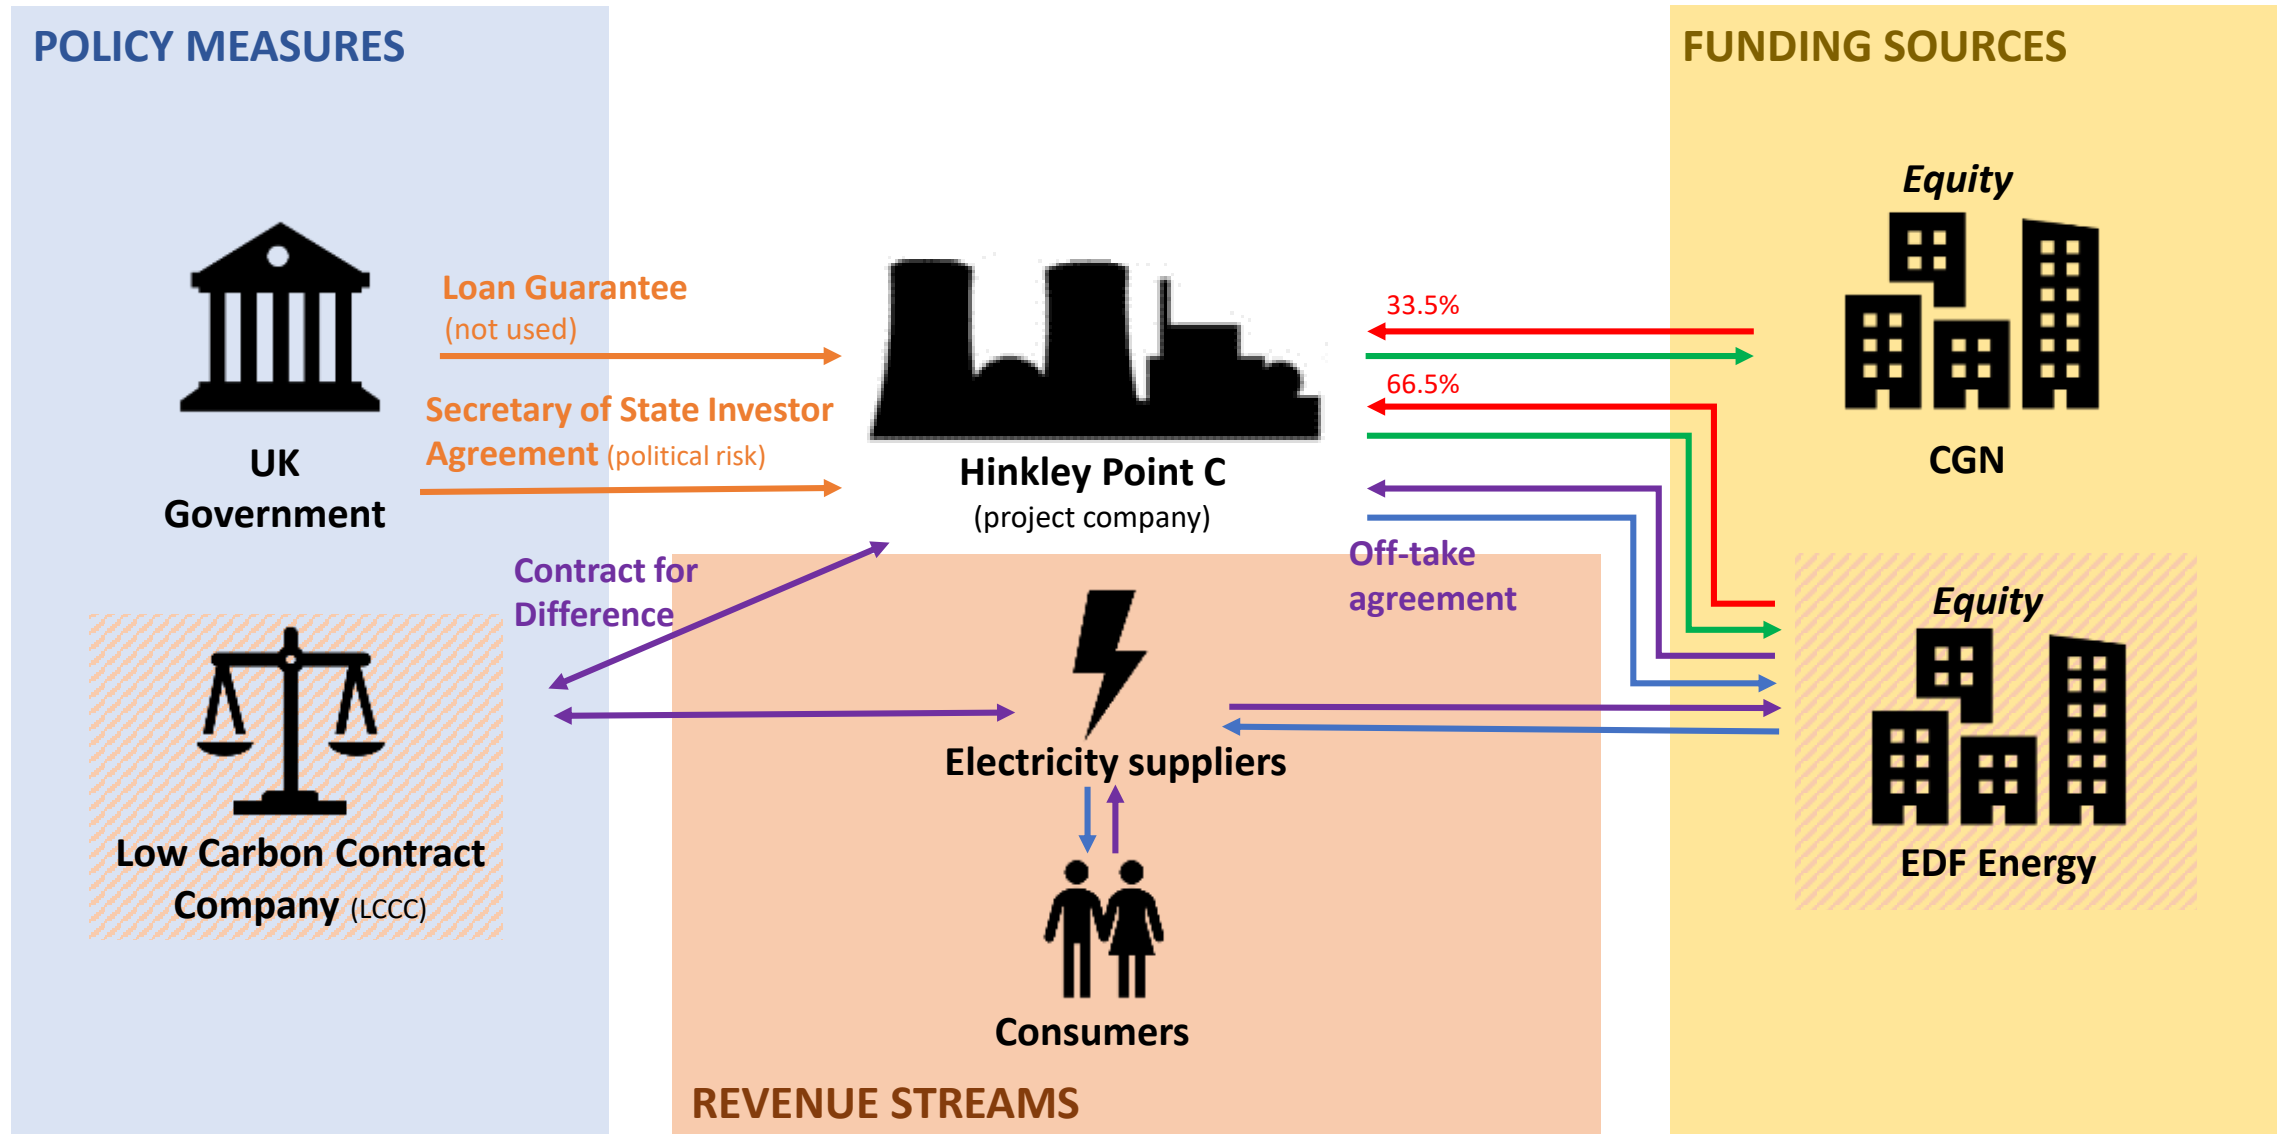 POLICY MEASURES
FUNDING SOURCES
Equity
Loan Guarantee
(not used)
33.5%
66.5%
Secretary of State Investor
Agreement (political risk)
UK
Government
Hinkley Point C
(project company)
CGN
Contract for
Difference
Off-take
agreement
Equity
Electricity suppliers
Low Carbon Contract
Company (LCCC)
EDF Energy
Consumers
REVENUE STREAMS